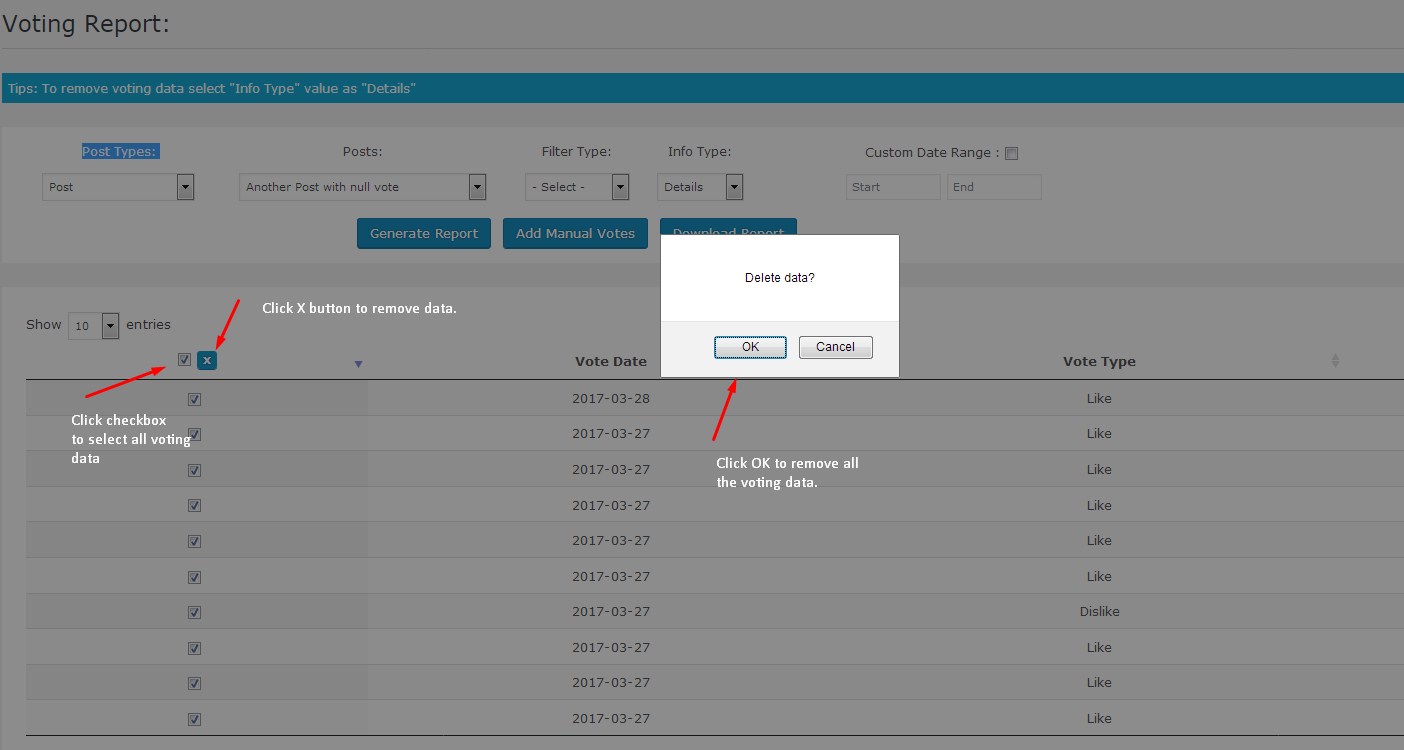 Voting Report:
Tips: To remove voting data select "Info Type" value as "Details"
Post Types: Posts: Filter Type: Info Type: Custom Date Range :
Post Another Post with null vote - Select - Details Start End
Generate Report Add Manual Votes Download Report
Delete data?
OK Cancel
Click X button to remove data.
Show 10 entries
x Vote Date Vote Type
2017-03-28 Like
Click checkbox
to select all voting
data
2017-03-27 Like
2017-03-27 Like
Click OK to remove all
the voting data.
2017-03-27 Like
2017-03-27 Like
2017-03-27 Like
2017-03-27 Dislike
2017-03-27 Like
2017-03-27 Like
2017-03-27 Like